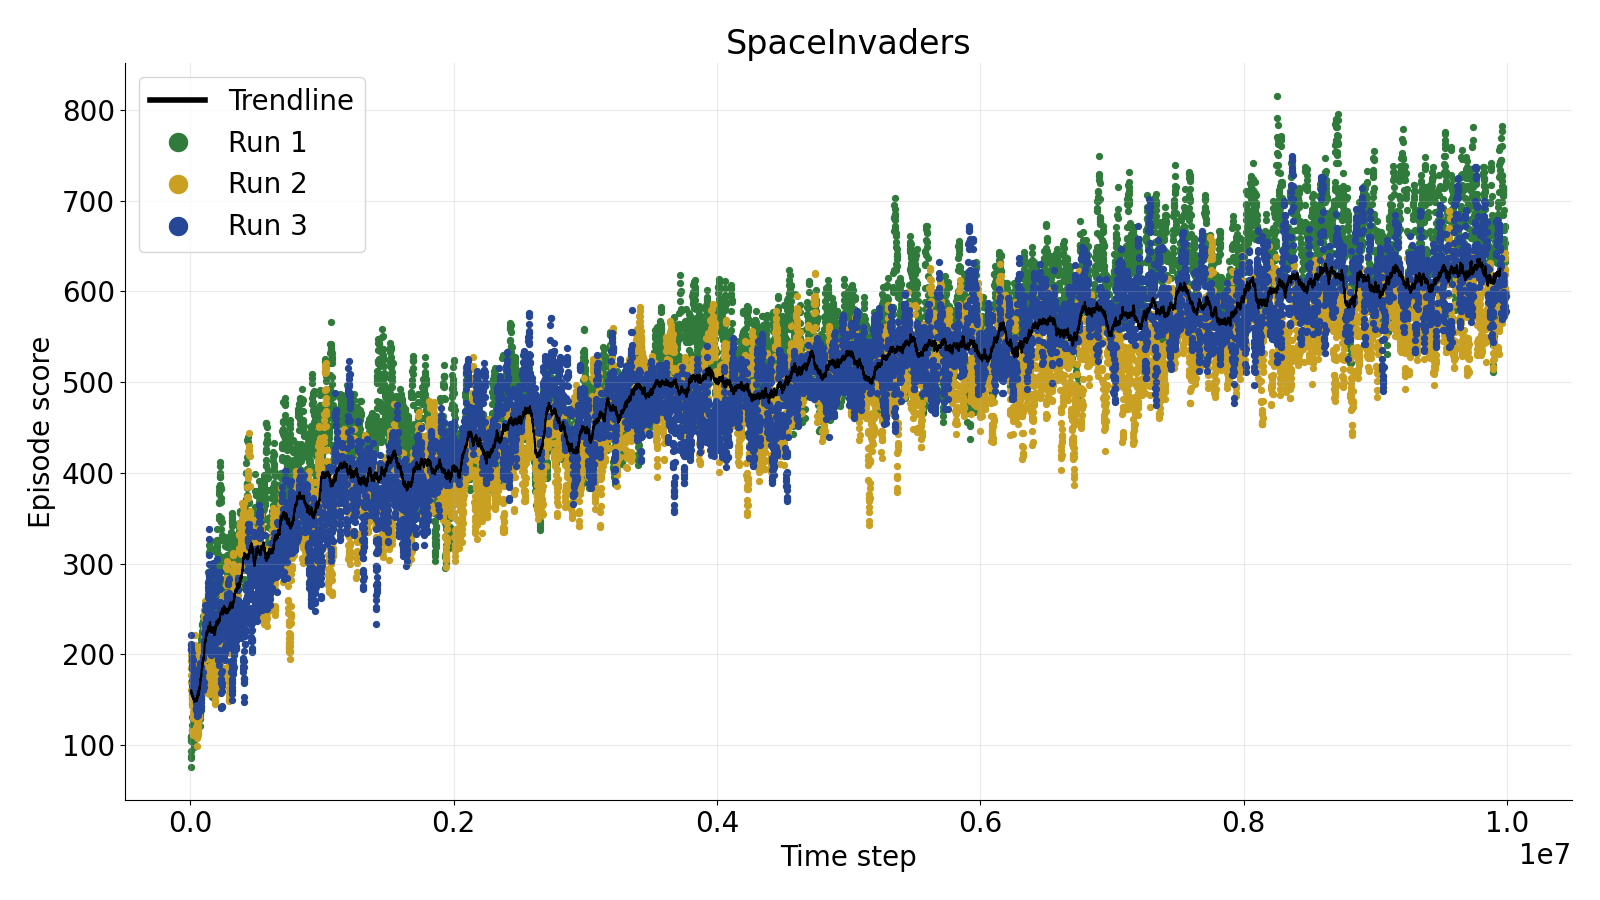 SpaceInvaders
Trendline
Run 1
Run 2
Run 3
Episode score
800
700
600
500
400
300
200
100
0.0 0.2 0.4 0.6 0.8 1.0
1e7
Time step